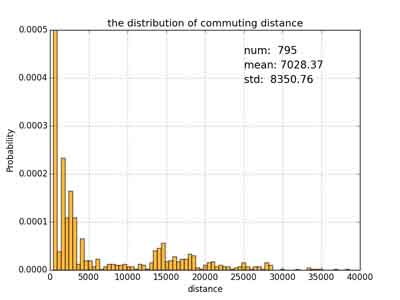 the distribution of commuting distance
0.0005
0.0004
0.0003
0.0002
0.0001
0.0000
Probability
num: 795
mean: 7028.37
std: 8350.76
0 5000 10000 15000 20000 25000 30000 35000 40000
distance